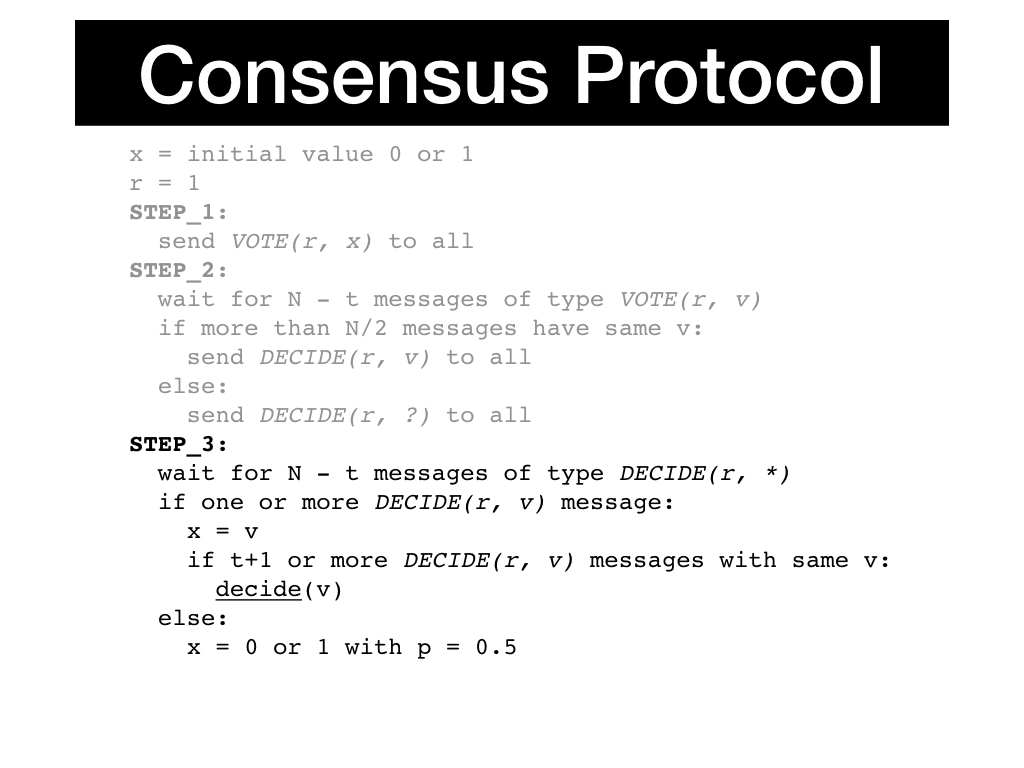 Consensus Protocol
x = initial value 0 or 1
r = 1
STEP_1:
  send VOTE(r, x) to all
STEP_2:
  wait for N - t messages of type VOTE(r, v)
  if more than N/2 messages have same v:
    send DECIDE(r, v) to all
  else:
    send DECIDE(r, ?) to all
STEP_3:
  wait for N - t messages of type DECIDE(r, *)
  if one or more DECIDE(r, v) message:
    x = v
    if t+1 or more DECIDE(r, v) messages with same v:
      decide(v)
  else:
    x = 0 or 1 with p = 0.5